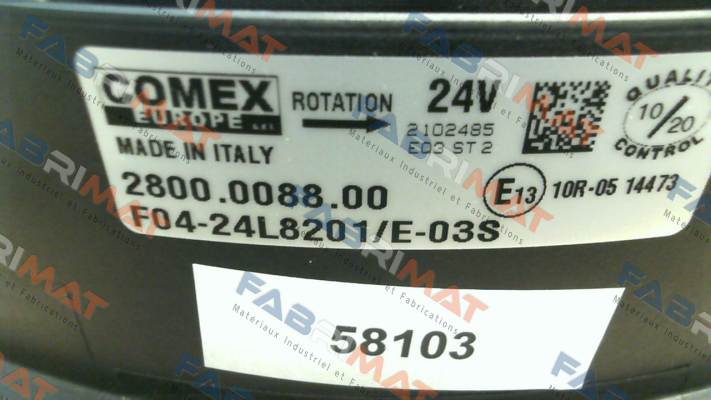 COMEX
EUROPE s.r.l.
ROTATION
24V
2102485
E03 ST 2
QUALITY
10/20
CONTROL
MADE IN ITALY
2800.0088.00
E13
10R-05 14473
F04-24L8201/E-03S
58103
FABRIMAT
Matériaux Industriel et Fabrications